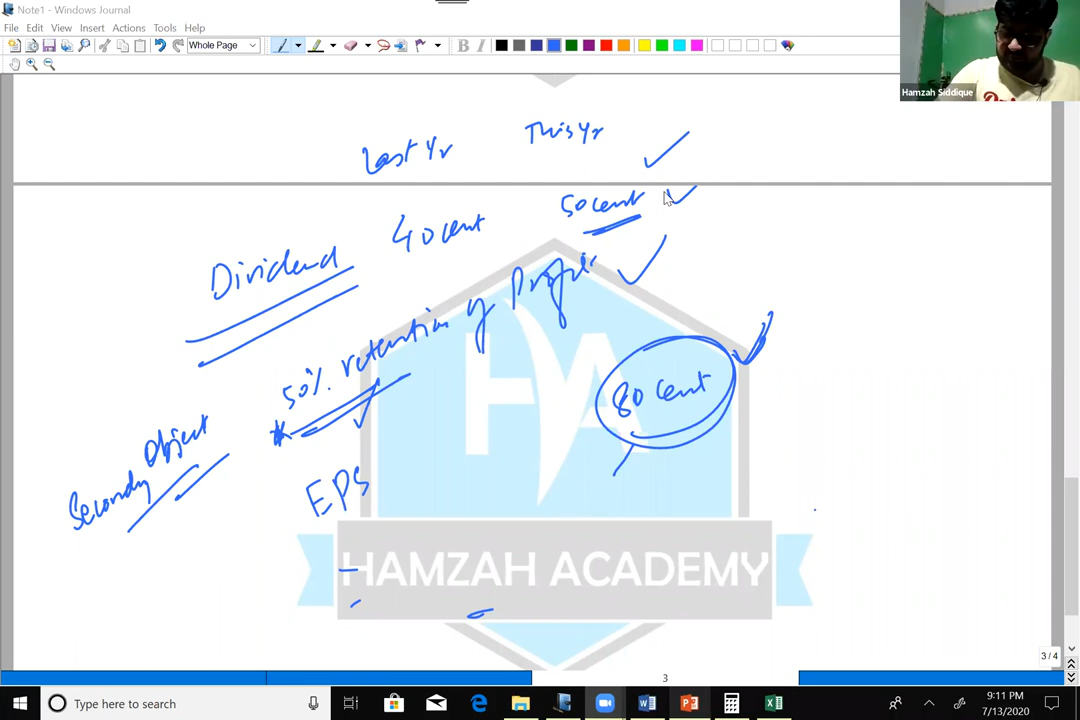 Note1 - Windows Journal
File Edit View Insert Actions Tools Help
Whole Page
B I
Hamzah Siddique
Last Yr This Yr
Dividend 40 cent 50 cent
50% retention of Profit
80 cent
Secondry Object
EPS
HAMZAH ACADEMY
3/4
3
Type here to search
9:11 PM
7/13/2020